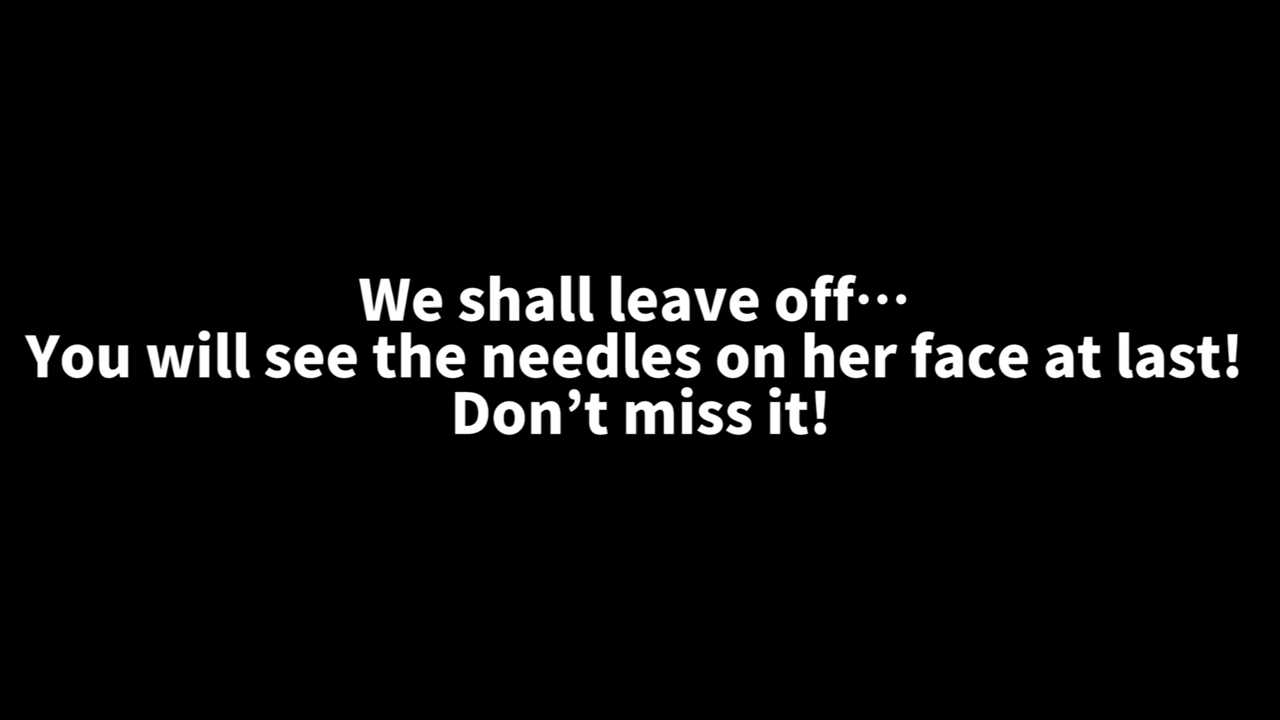 We shall leave off⋯
You will see the needles on her face at last!
Don’t miss it!